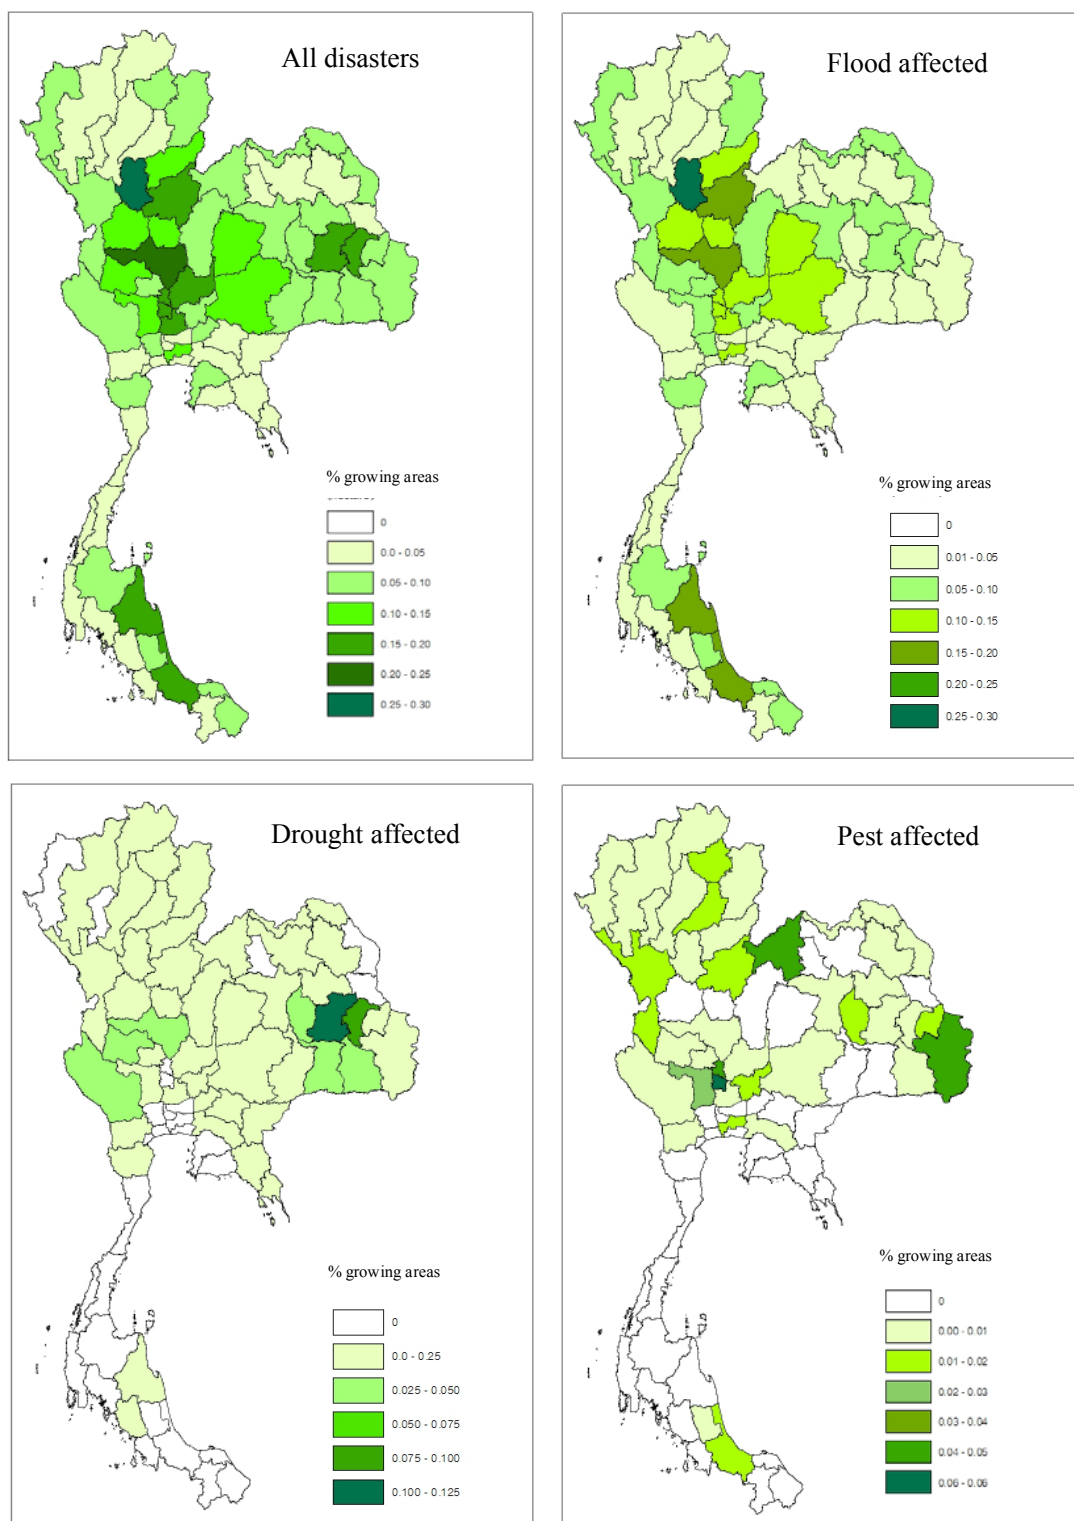 All disasters
% growing areas
0
0.0 - 0.05
0.05 - 0.10
0.10 - 0.15
0.15 - 0.20
0.20 - 0.25
0.25 - 0.30
Flood affected
% growing areas
0
0.01 - 0.05
0.05 - 0.10
0.10 - 0.15
0.15 - 0.20
0.20 - 0.25
0.25 - 0.30
Drought affected
% growing areas
0
0.0 - 0.25
0.025 - 0.050
0.050 - 0.075
0.075 - 0.100
0.100 - 0.125
Pest affected
% growing areas
0
0.00 - 0.01
0.01 - 0.02
0.02 - 0.03
0.03 - 0.04
0.04 - 0.05
0.06 - 0.06